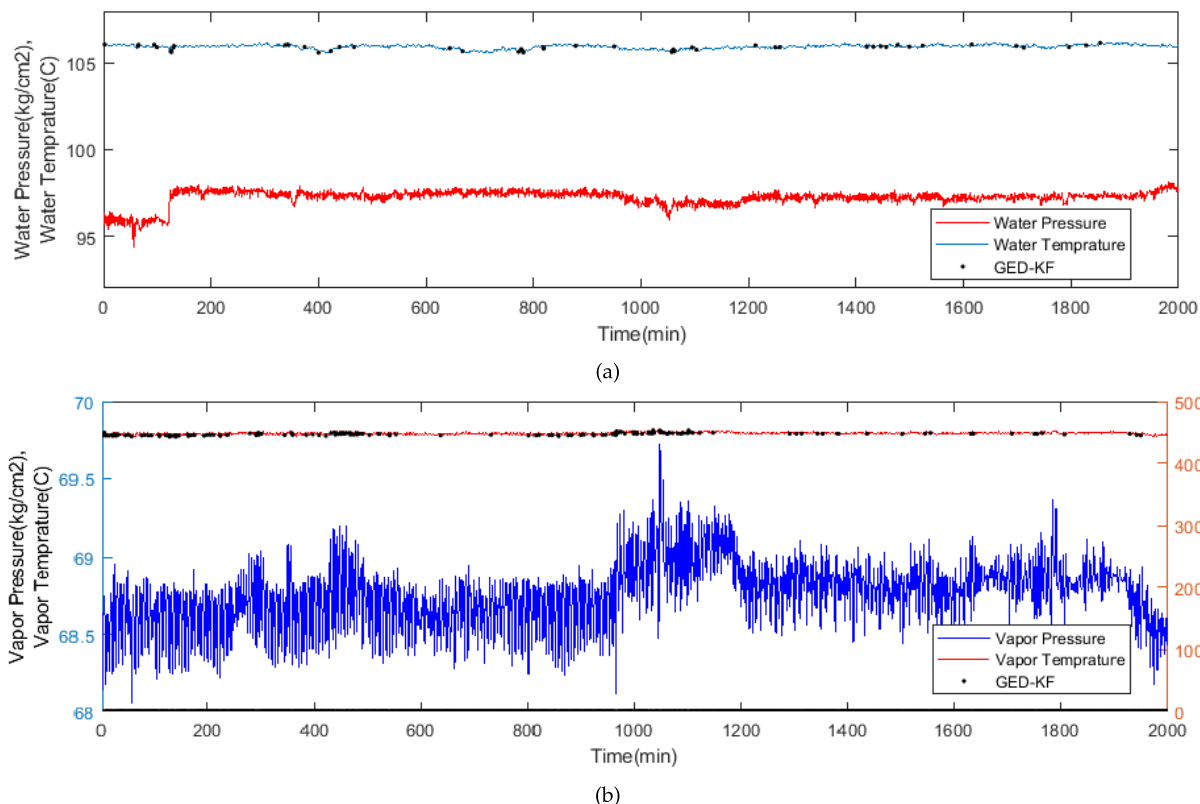 Water Pressure(kg/cm2),
Water Temprature(C)
105
100
95
Water Pressure
Water Temprature
GED-KF
0 200 400 600 800 1000 1200 1400 1600 1800 2000
Time(min)
(a)
Vapor Pressure(kg/cm2),
Vapor Temprature(C)
70
69.5
69
68.5
68
500
400
300
200
100
0
Vapor Pressure
Vapor Temprature
GED-KF
0 200 400 600 800 1000 1200 1400 1600 1800 2000
Time(min)
(b)